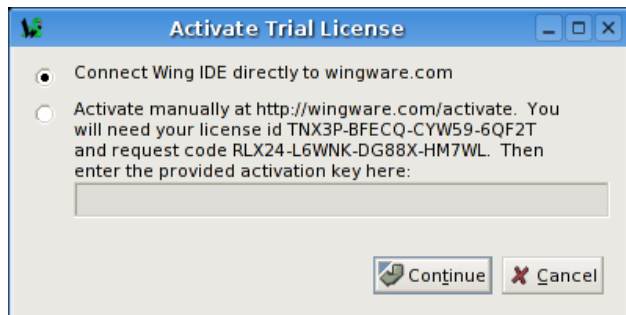 Activate Trial License
Connect Wing IDE directly to wingware.com
Activate manually at http://wingware.com/activate. You
will need your license id TNX3P-BFECQ-CYW59-6QF2T
and request code RLX24-L6WNK-DG88X-HM7WL. Then
enter the provided activation key here:
Continue
Cancel